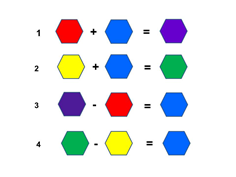 1 + =
2 + =
3 - =
4 - =